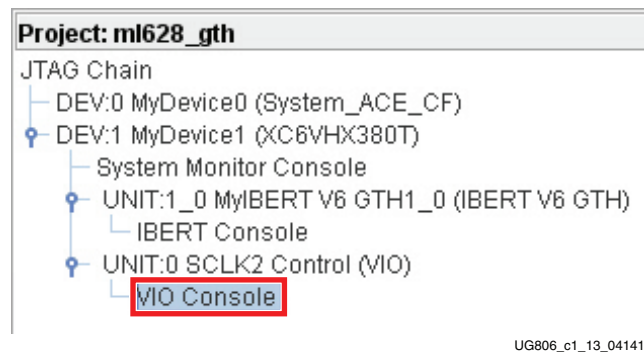 Project: ml628_gth
JTAG Chain
DEV:0 MyDevice0 (System_ACE_CF)
DEV:1 MyDevice1 (XC6VHX380T)
System Monitor Console
UNIT:1_0 MyIBERT V6 GTH1_0 (IBERT V6 GTH)
IBERT Console
UNIT:0 SCLK2 Control (VIO)
VIO Console
UG806_c1_13_04141